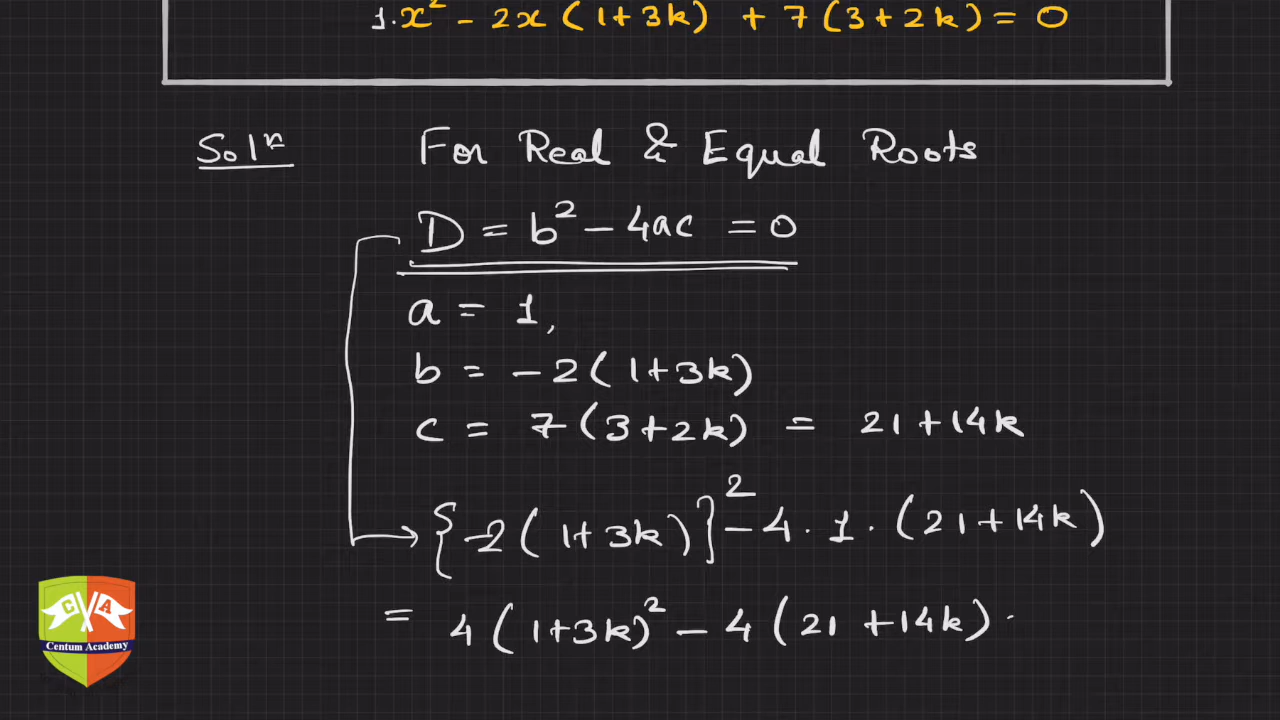 1·x² - 2x (1+3k) + 7(3+2k) = 0
Solⁿ For Real & Equal Roots
D = b² - 4ac = 0
a = 1,
b = -2(1+3k)
c = 7(3+2k) = 21+14k
{-2(1+3k)}² - 4·1·(21+14k)
= 4(1+3k)² - 4(21+14k)
C A
Centum Academy